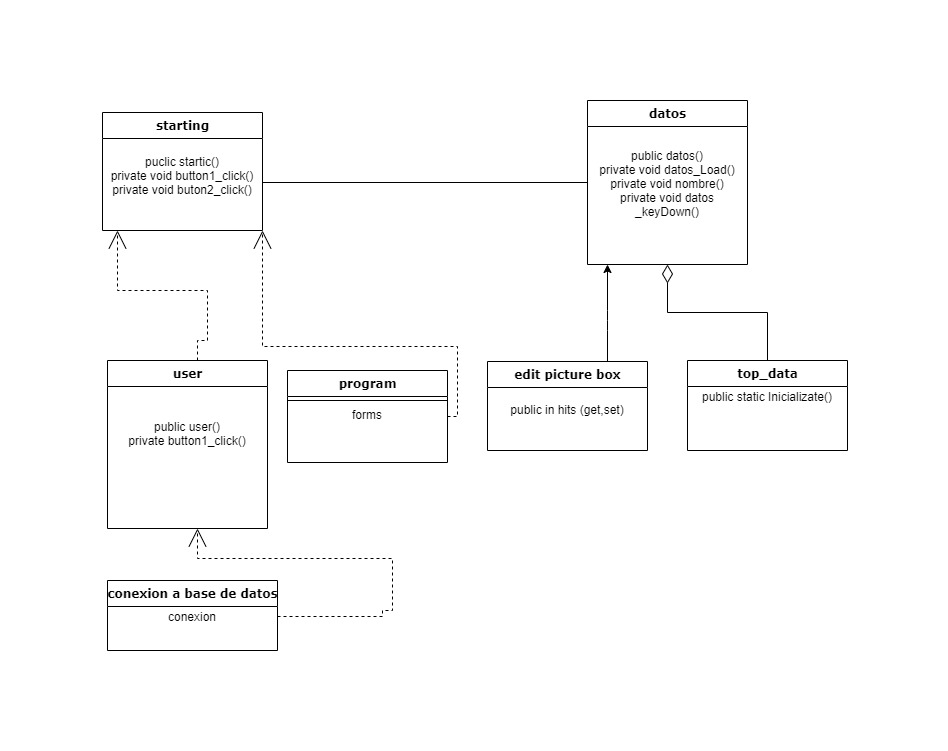 starting
puclic startic()
private void button1_click()
private void buton2_click()
datos
public datos()
private void datos_Load()
private void nombre()
private void datos
_keyDown()
user
public user()
private button1_click()
program
forms
edit picture box
public in hits (get,set)
top_data
public static Inicializate()
conexion a base de datos
conexion